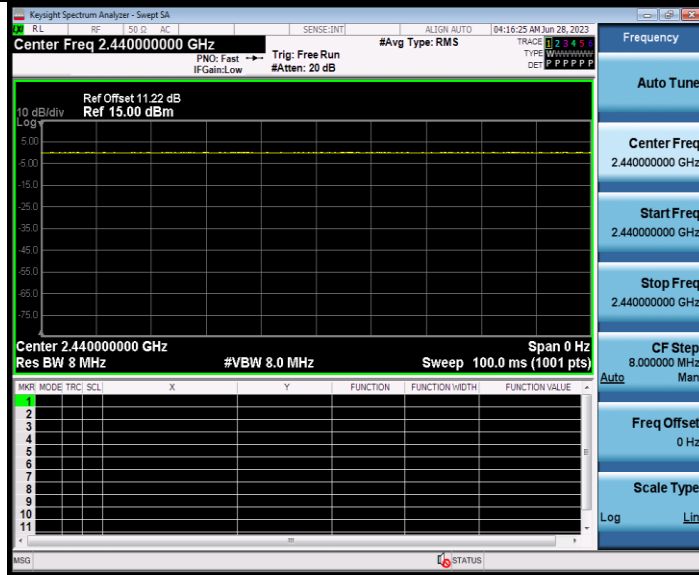 Keysight Spectrum Analyzer - Swept SA
LXI RL RF 50 Ω AC SENSE:INT ALIGN AUTO 04:16:25 AM Jun 28, 2023
Center Freq 2.440000000 GHz
PNO: Fast
IFGain:Low
Trig: Free Run
#Atten: 20 dB
#Avg Type: RMS
TRACE 1 2 3 4 5 6
TYPE WWWWWW
DET P P P P P P
Ref Offset 11.22 dB
10 dB/div Ref 15.00 dBm
Log
5.00
-5.00
-15.0
-25.0
-35.0
-45.0
-55.0
-65.0
-75.0
Center 2.440000000 GHz Span 0 Hz
Res BW 8 MHz #VBW 8.0 MHz Sweep 100.0 ms (1001 pts)
MKR MODE TRC SCL X Y FUNCTION FUNCTION WIDTH FUNCTION VALUE
1
2
3
4
5
6
7
8
9
10
11
MSG STATUS
Frequency
Auto Tune
Center Freq
2.440000000 GHz
Start Freq
2.440000000 GHz
Stop Freq
2.440000000 GHz
CF Step
8.000000 MHz
Auto Man
Freq Offset
0 Hz
Scale Type
Log Lin